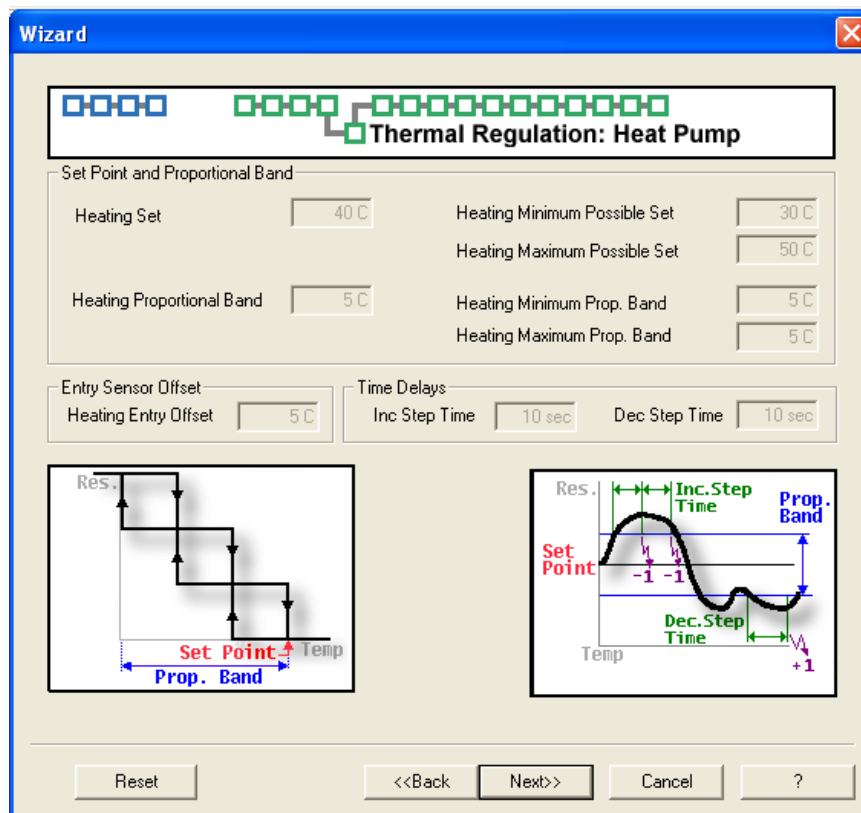 Wizard
Thermal Regulation: Heat Pump
Set Point and Proportional Band
Heating Set 40 C Heating Minimum Possible Set 30 C
Heating Maximum Possible Set 50 C
Heating Proportional Band 5 C Heating Minimum Prop. Band 5 C
Heating Maximum Prop. Band 5 C
Entry Sensor Offset Time Delays
Heating Entry Offset 5 C Inc Step Time 10 sec Dec Step Time 10 sec
Res.
Set Point Temp
Prop. Band
Res. Inc.Step
Time
Prop.
Band
Set
Point
-1 -1
Dec.Step
Time
Temp
+1
Reset <<Back Next>> Cancel ?